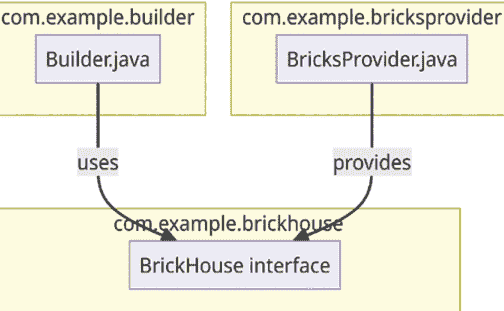 com.example.builder
com.example.bricksprovider
Builder.java
BricksProvider.java
uses
provides
com.example.brickhouse
BrickHouse interface